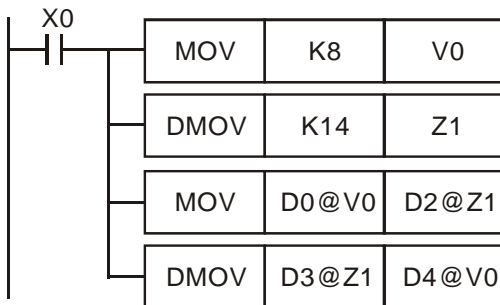 X0
MOV K8 V0
DMOV K14 Z1
MOV D0@V0 D2@Z1
DMOV D3@Z1 D4@V0